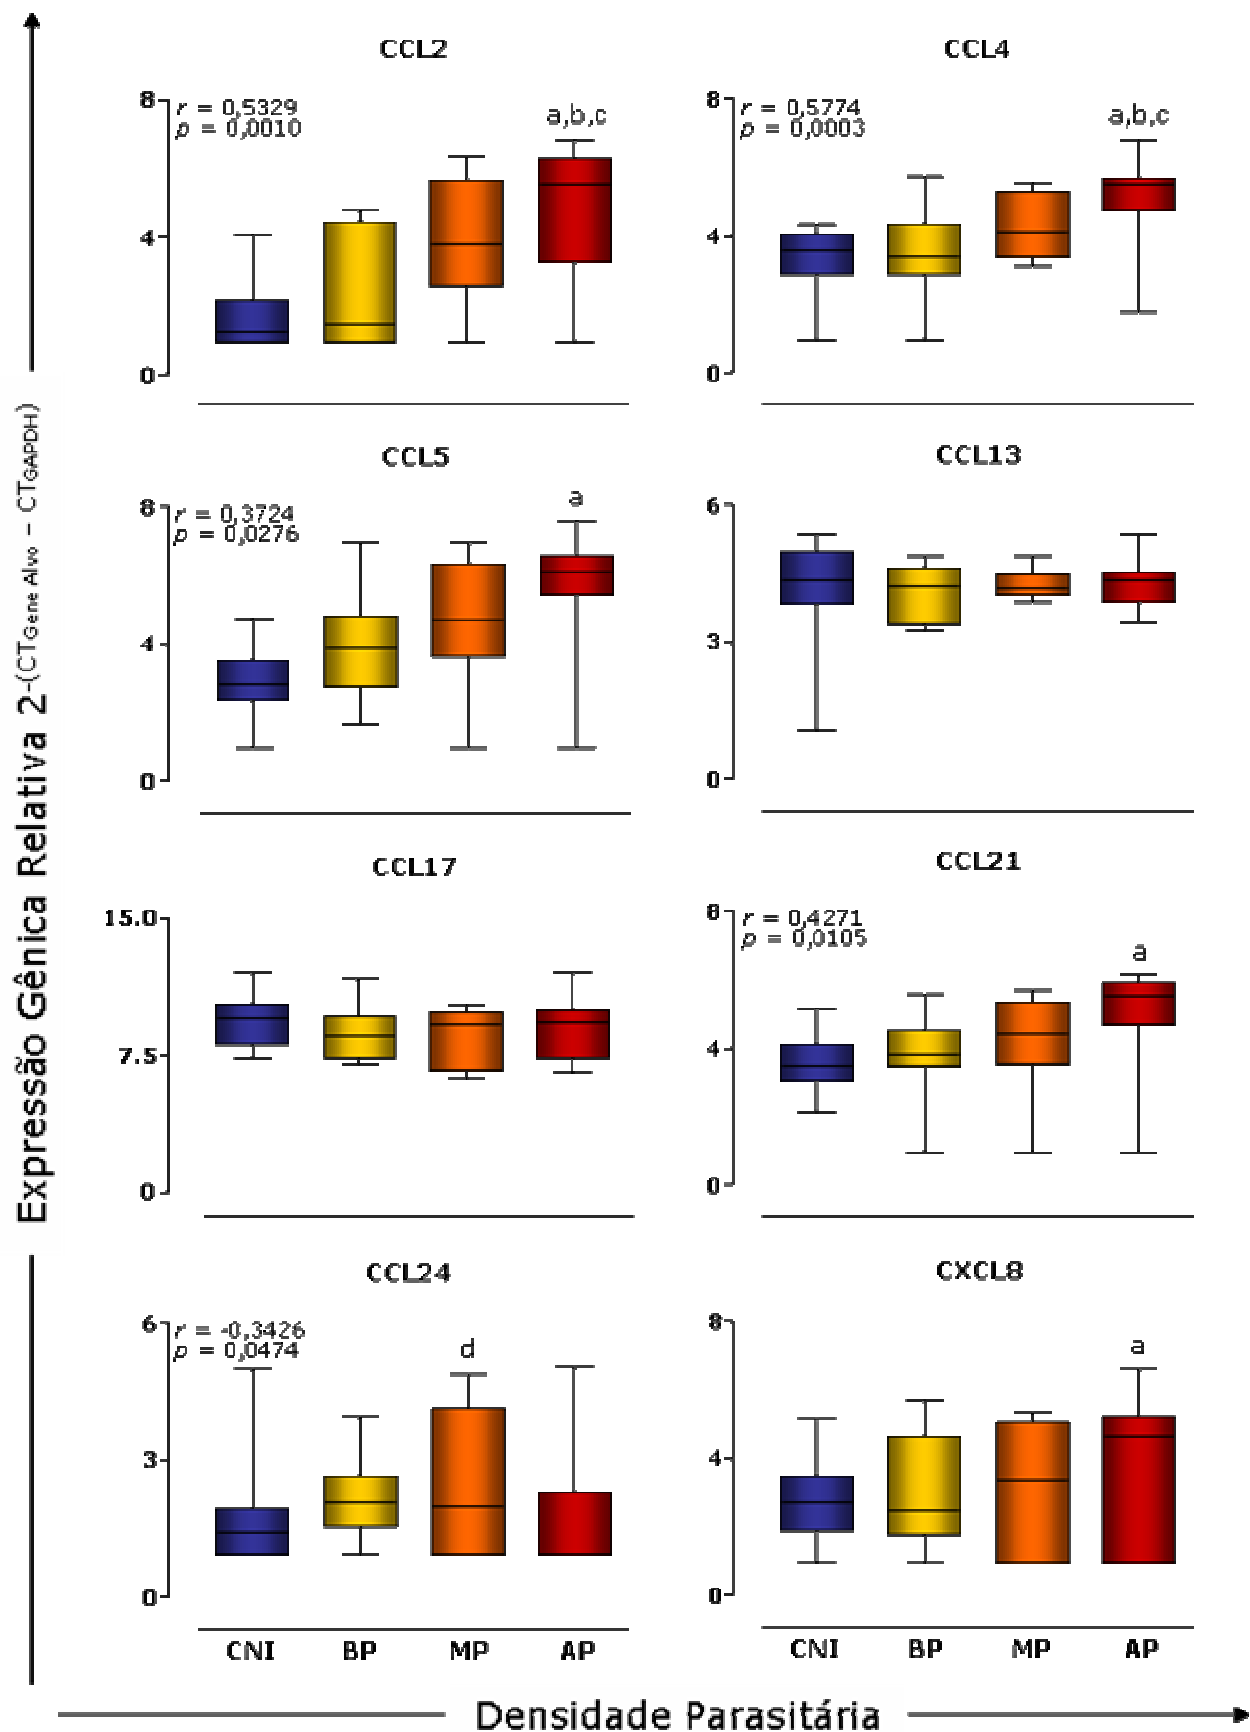 Expressão Gênica Relativa 2-(CTGene Alvo - CTGAPDH)
CCL2
8
4
0
r = 0,5329
p = 0,0010
a,b,c
CCL4
8
4
0
r = 0,5774
p = 0,0003
a,b,c
CCL5
8
4
0
r = 0,3724
p = 0,0276
a
CCL13
6
3
0
CCL17
15.0
7.5
0
CCL21
8
4
0
r = 0,4271
p = 0,0105
a
CCL24
6
3
0
r = -0,3426
p = 0,0474
d
CXCL8
8
4
0
a
CNI BP MP AP
CNI BP MP AP
Densidade Parasitária